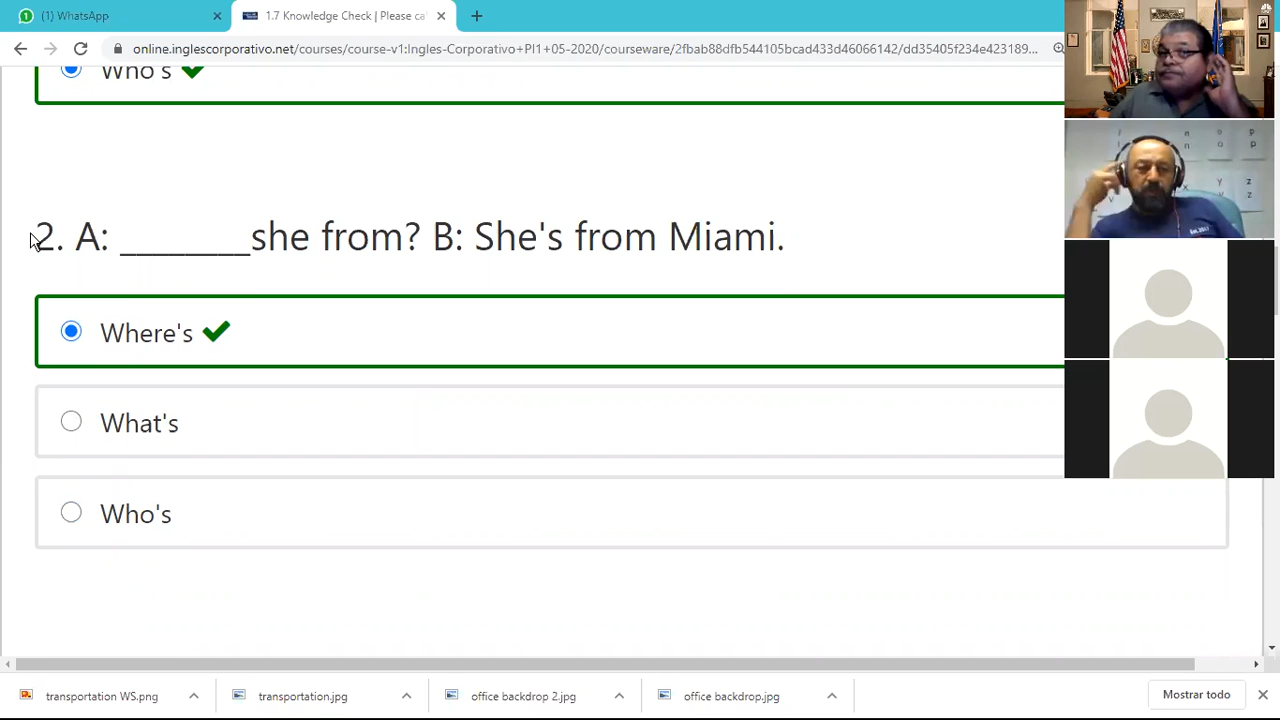 (1) WhatsApp
1.7 Knowledge Check | Please ca
online.inglescorporativo.net/courses/course-v1:Ingles-Corporativo+PI1+05-2020/courseware/2fbab88dfb544105bcad433d46066142/dd35405f234e423189...
Who's
2. A: ________she from? B: She's from Miami.
Where's
What's
Who's
transportation WS.png
transportation.jpg
office backdrop 2.jpg
office backdrop.jpg
Mostrar todo